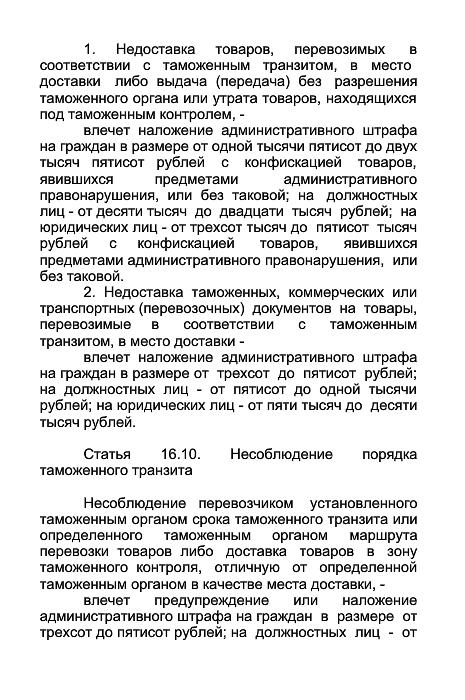 1. Недоставка товаров, перевозимых в
соответствии с таможенным транзитом, в место
доставки либо выдача (передача) без разрешения
таможенного органа или утрата товаров, находящихся
под таможенным контролем, -
влечет наложение административного штрафа
на граждан в размере от одной тысячи пятисот до двух
тысяч пятисот рублей с конфискацией товаров,
явившихся предметами административного
правонарушения, или без таковой; на должностных
лиц - от десяти тысяч до двадцати тысяч рублей; на
юридических лиц - от трехсот тысяч до пятисот тысяч
рублей с конфискацией товаров, явившихся
предметами административного правонарушения, или
без таковой.
2. Недоставка таможенных, коммерческих или
транспортных (перевозочных) документов на товары,
перевозимые в соответствии с таможенным
транзитом, в место доставки -
влечет наложение административного штрафа
на граждан в размере от трехсот до пятисот рублей;
на должностных лиц - от пятисот до одной тысячи
рублей; на юридических лиц - от пяти тысяч до десяти
тысяч рублей.
Статья 16.10. Несоблюдение порядка
таможенного транзита
Несоблюдение перевозчиком установленного
таможенным органом срока таможенного транзита или
определенного таможенным органом маршрута
перевозки товаров либо доставка товаров в зону
таможенного контроля, отличную от определенной
таможенным органом в качестве места доставки, -
влечет предупреждение или наложение
административного штрафа на граждан в размере от
трехсот до пятисот рублей; на должностных лиц - от